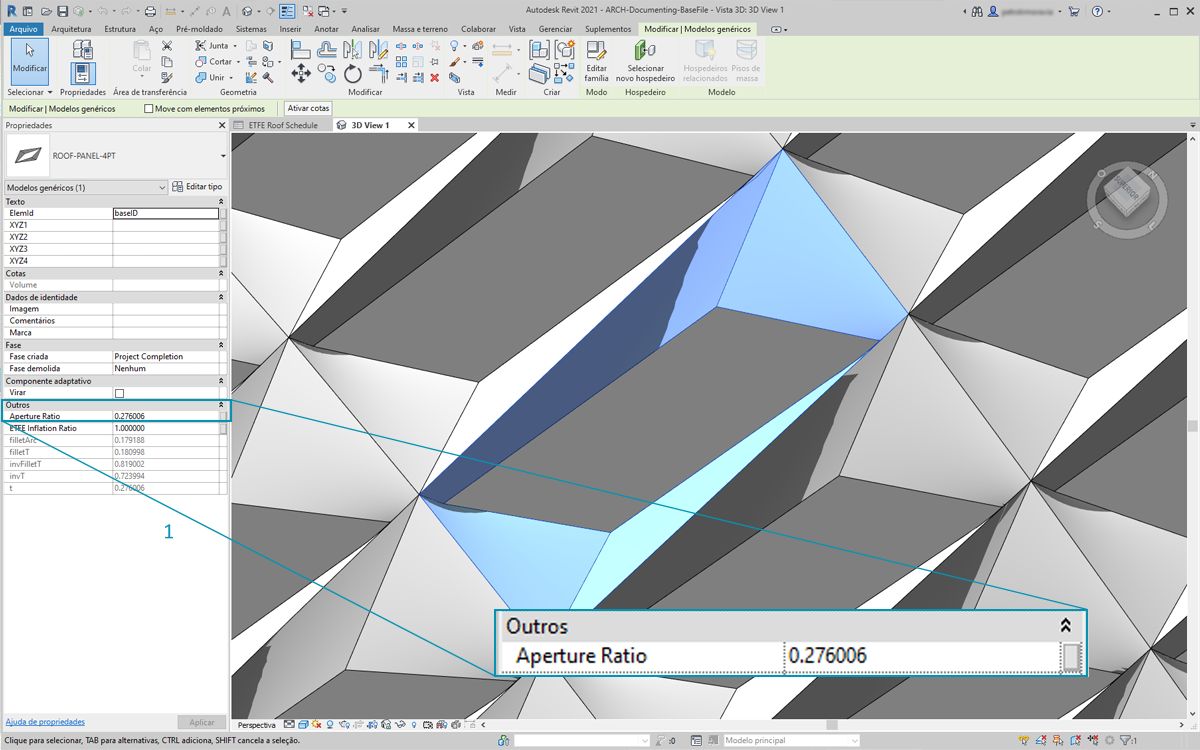 Autodesk Revit 2021 - ARCH-Documenting-BaseFile - Vista 3D: 3D View 1
Arquivo Arquitetura Estrutura Aço Pré-moldado Sistemas Inserir Anotar Analisar Massa e terreno Colaborar Vista Gerenciar Suplementos Modificar | Modelos genéricos
Modificar
Colar
Junta
Cortar
Unir
Editar família
Selecionar novo hospedeiro
Hospedeiros relacionados
Pisos de massa
Selecionar Propriedades Área de transferência Geometria Modificar Vista Medir Criar Modo Hospedeiro Modelo
Modificar | Modelos genéricos Move com elementos próximos Ativar cotas
Propriedades
ETFE Roof Schedule 3D View 1
ROOF-PANEL-4PT
Modelos genéricos (1) Editar tipo
Texto
ElemId baseID
XYZ1
XYZ2
XYZ3
XYZ4
Cotas
Volume
Dados de identidade
Imagem
Comentários
Marca
Fase
Fase criada Project Completion
Fase demolida Nenhum
Componente adaptativo
Virar
Outros
Aperture Ratio 0.276006
ETFE Inflation Ratio 1.000000
filletArc 0.179188
filletT 0.180998
invFilletT 0.819002
invT 0.723994
t 0.276006
1
Outros
Aperture Ratio 0.276006
Ajuda de propriedades Aplicar
Perspectiva
Clique para selecionar, TAB para alternativas, CTRL adiciona, SHIFT cancela a seleção. :0 Modelo principal :1